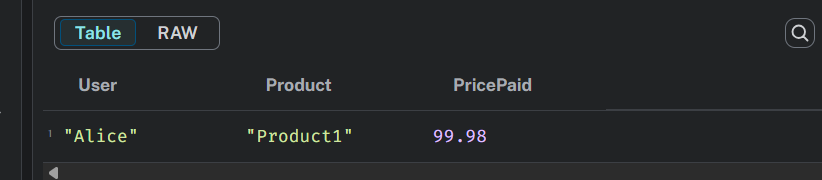 Table RAW
User Product PricePaid
1 "Alice" "Product1" 99.98